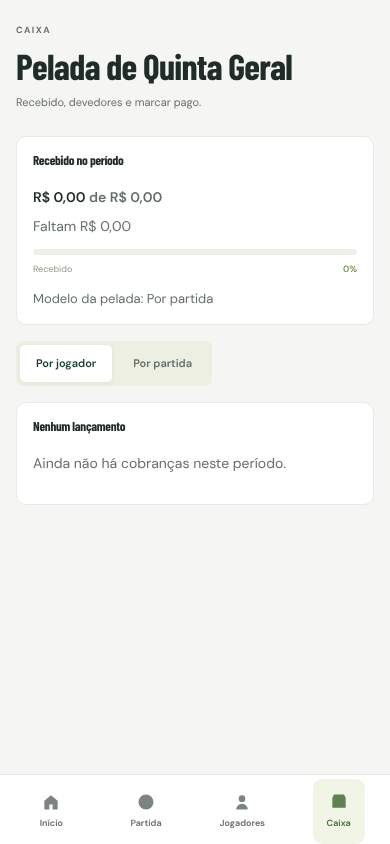 CAIXA
Pelada de Quinta Geral
Recebido, devedores e marcar pago.
Recebido no período
R$ 0,00 de R$ 0,00
Faltam R$ 0,00
Recebido 0%
Modelo da pelada: Por partida
Por jogador Por partida
Nenhum lançamento
Ainda não há cobranças neste período.
Início Partida Jogadores Caixa